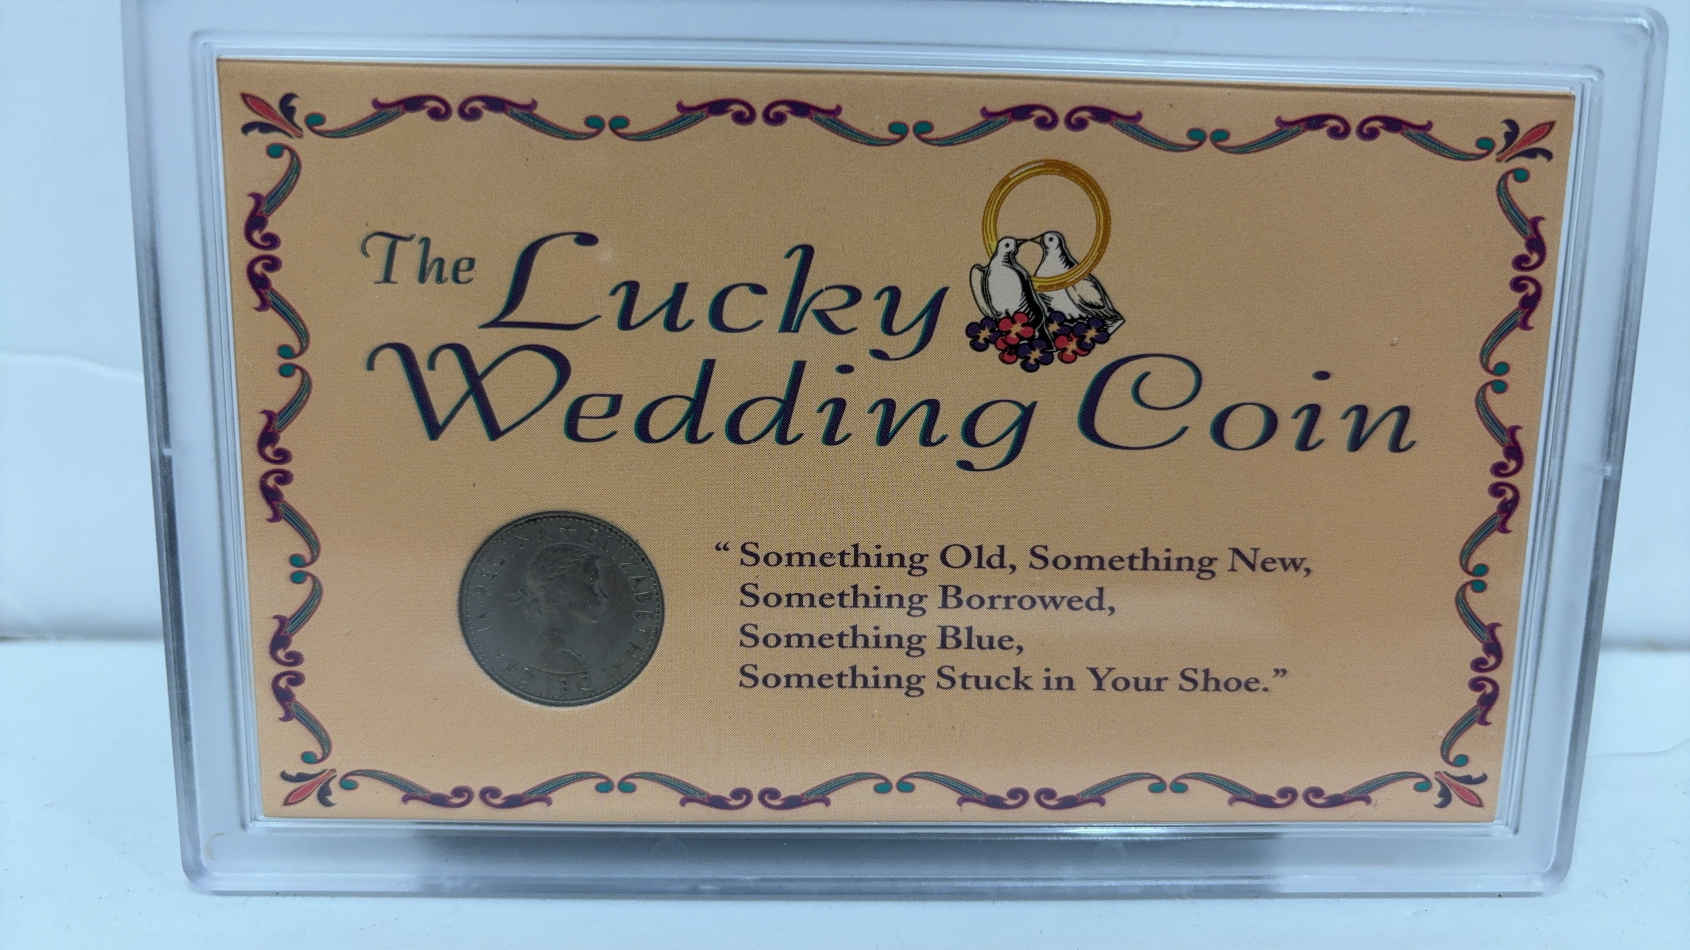 The Lucky
Wedding Coin
“ Something Old, Something New,
Something Borrowed,
Something Blue,
Something Stuck in Your Shoe.”